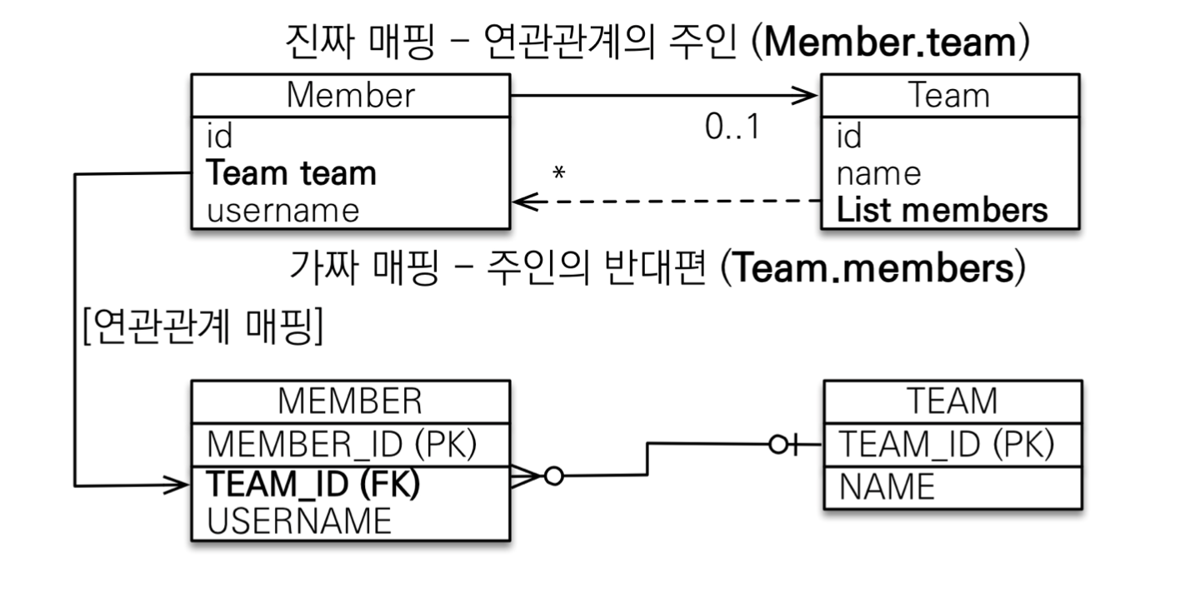 진짜 매핑 - 연관관계의 주인 (Member.team)
Member
id
Team team
username
0..1
*
Team
id
name
List members
가짜 매핑 - 주인의 반대편 (Team.members)
[연관관계 매핑]
MEMBER
MEMBER_ID (PK)
TEAM_ID (FK)
USERNAME
TEAM
TEAM_ID (PK)
NAME